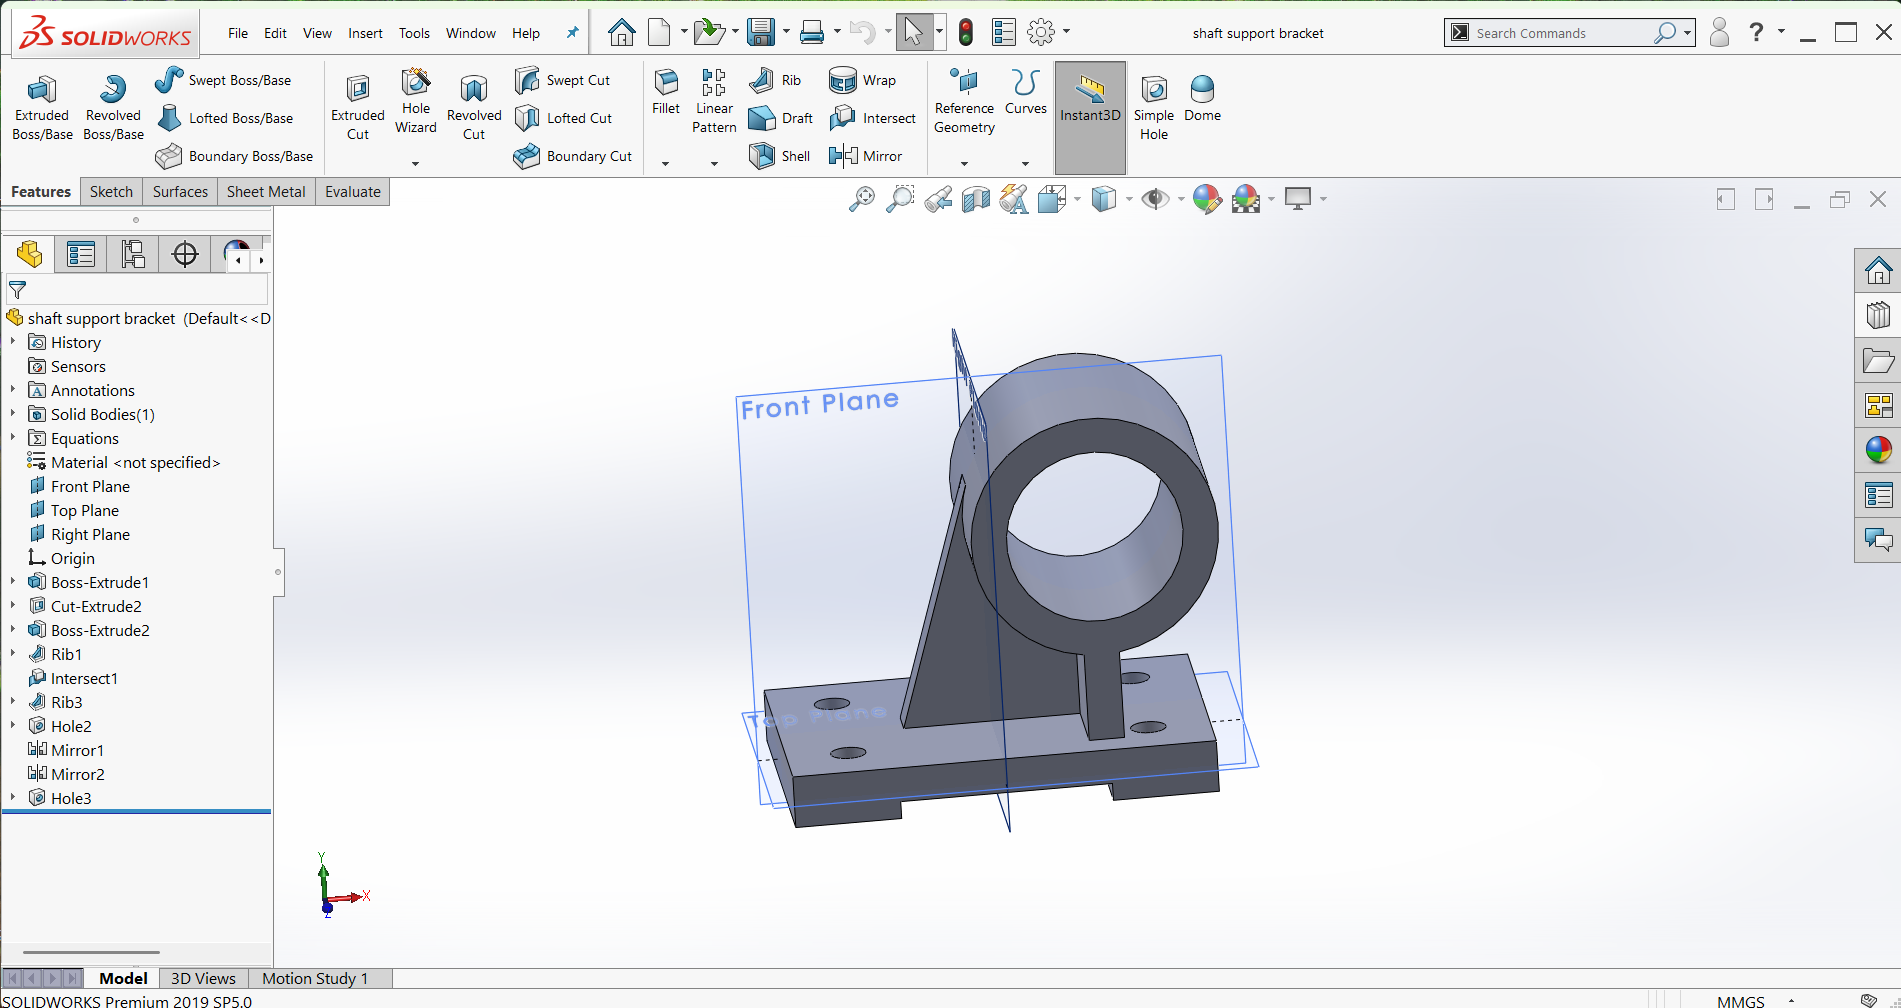 SOLIDWORKS
File Edit View Insert Tools Window Help
shaft support bracket
Search Commands
?
Extruded Boss/Base
Revolved Boss/Base
Swept Boss/Base
Lofted Boss/Base
Boundary Boss/Base
Extruded Cut
Hole Wizard
Revolved Cut
Swept Cut
Lofted Cut
Boundary Cut
Fillet
Linear Pattern
Rib
Draft
Shell
Wrap
Intersect
Mirror
Reference Geometry
Curves
Instant3D
Simple Hole
Dome
Features Sketch Surfaces Sheet Metal Evaluate
shaft support bracket (Default<<D
History
Sensors
Annotations
Solid Bodies(1)
Equations
Material <not specified>
Front Plane
Top Plane
Right Plane
Origin
Boss-Extrude1
Cut-Extrude2
Boss-Extrude2
Rib1
Intersect1
Rib3
Hole2
Mirror1
Mirror2
Hole3
Front Plane
Top Plane
Y
X
Z
Model 3D Views Motion Study 1
SOLIDWORKS Premium 2019 SP5.0
MMGS